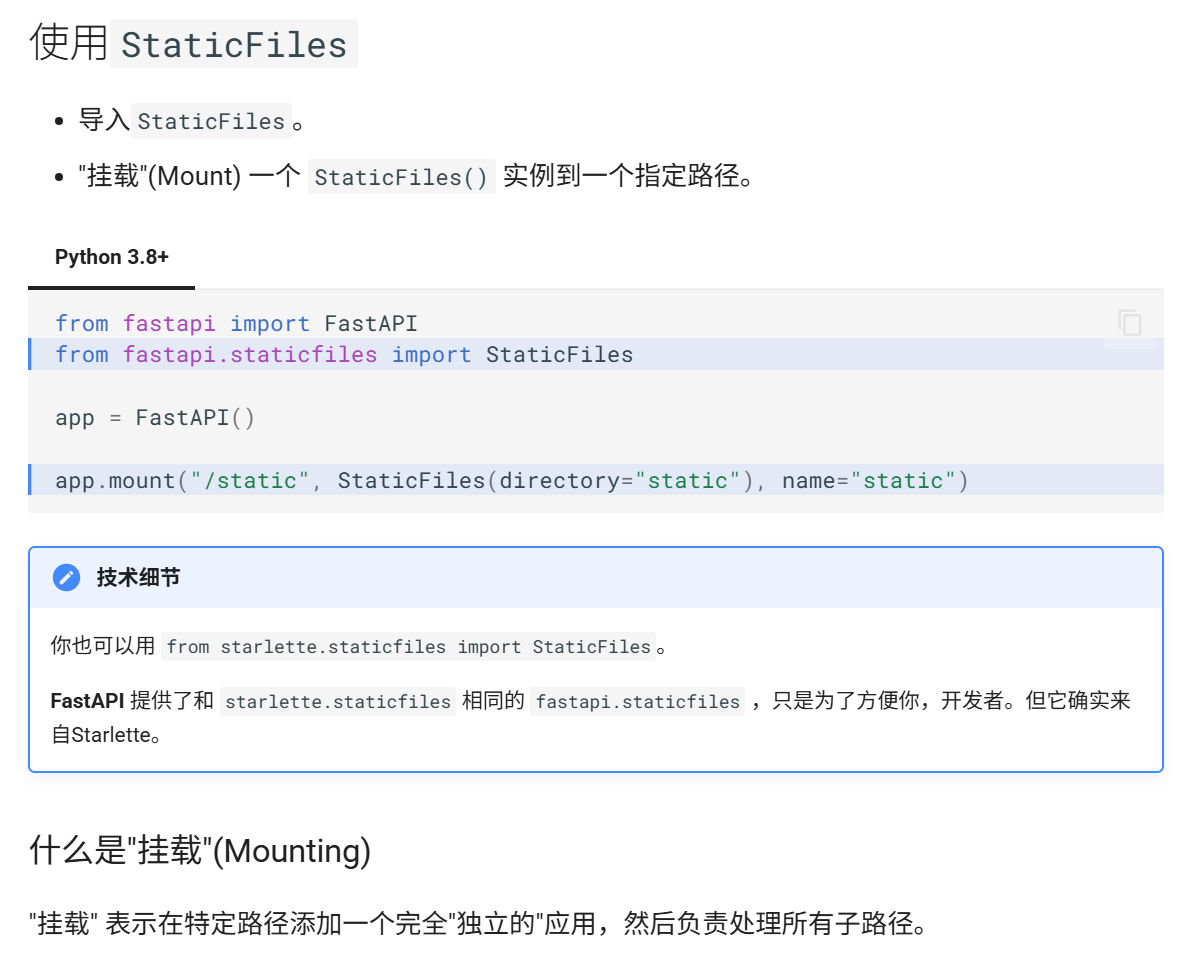 使用 StaticFiles
导入 StaticFiles。
"挂载"(Mount) 一个 StaticFiles() 实例到一个指定路径。
Python 3.8+
from fastapi import FastAPI
from fastapi.staticfiles import StaticFiles
app = FastAPI()
app.mount("/static", StaticFiles(directory="static"), name="static")
技术细节
你也可以用 from starlette.staticfiles import StaticFiles。
FastAPI 提供了和 starlette.staticfiles 相同的 fastapi.staticfiles ，只是为了方便你，开发者。但它确实来
自Starlette。
什么是"挂载"(Mounting)
"挂载" 表示在特定路径添加一个完全"独立的"应用，然后负责处理所有子路径。